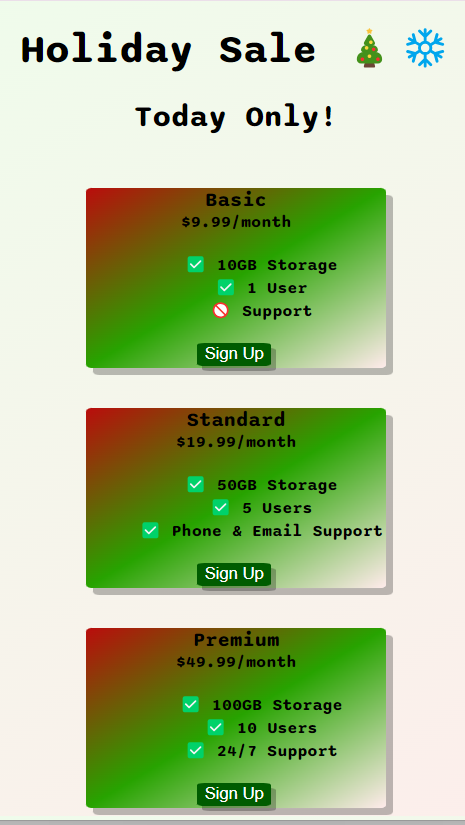 Holiday Sale
Today Only!
Basic
$9.99/month
10GB Storage
1 User
Support
Sign Up
Standard
$19.99/month
50GB Storage
5 Users
Phone & Email Support
Sign Up
Premium
$49.99/month
100GB Storage
10 Users
24/7 Support
Sign Up